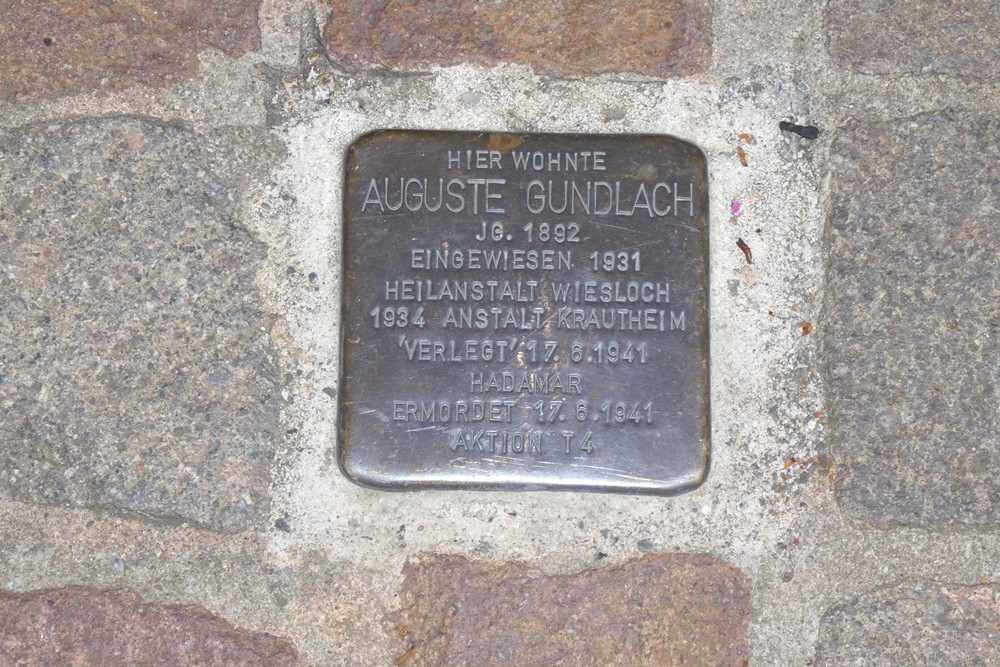 HIER WOHNTE
AUGUSTE GUNDLACH
JG. 1892
EINGEWIESEN 1931
HEILANSTALT WIESLOCH
1934 ANSTALT KRAUTHEIM
'VERLEGT' 17.6.1941
HADAMAR
ERMORDET 17.6.1941
AKTION T4